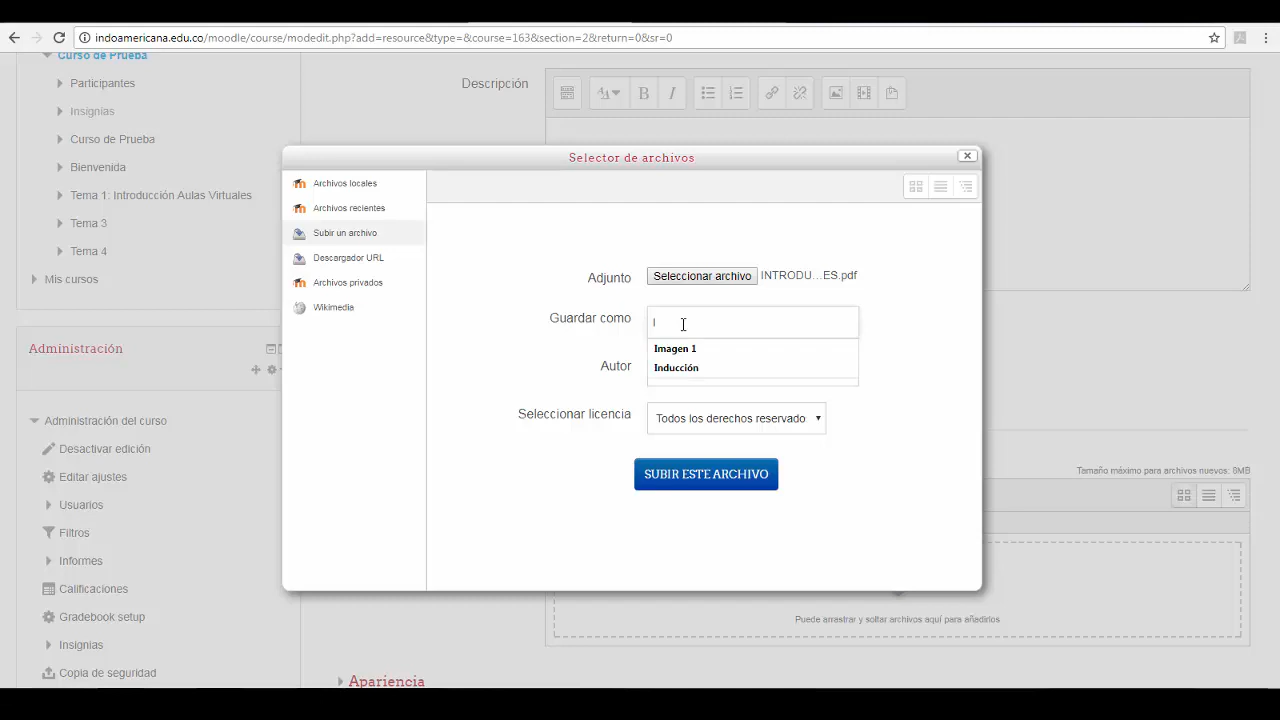 indoamericana.edu.co/moodle/course/modedit.php?add=resource&type=&course=163&section=2&return=0&sr=0
Curso de Prueba
Participantes
Insignias
Curso de Prueba
Bienvenida
Tema 1: Introducción Aulas Virtuales
Tema 3
Tema 4
Mis cursos
Administración
Administración del curso
Desactivar edición
Editar ajustes
Usuarios
Filtros
Informes
Calificaciones
Gradebook setup
Insignias
Copia de seguridad
Descripción
B I
Selector de archivos
Archivos locales
Archivos recientes
Subir un archivo
Descargador URL
Archivos privados
Wikimedia
Adjunto
Seleccionar archivo INTRODU...ES.pdf
Guardar como
I
Imagen 1
Inducción
Autor
Seleccionar licencia
Todos los derechos reservado
SUBIR ESTE ARCHIVO
Tamaño máximo para archivos nuevos: 8MB
Puede arrastrar y soltar archivos aquí para añadirlos
Apariencia